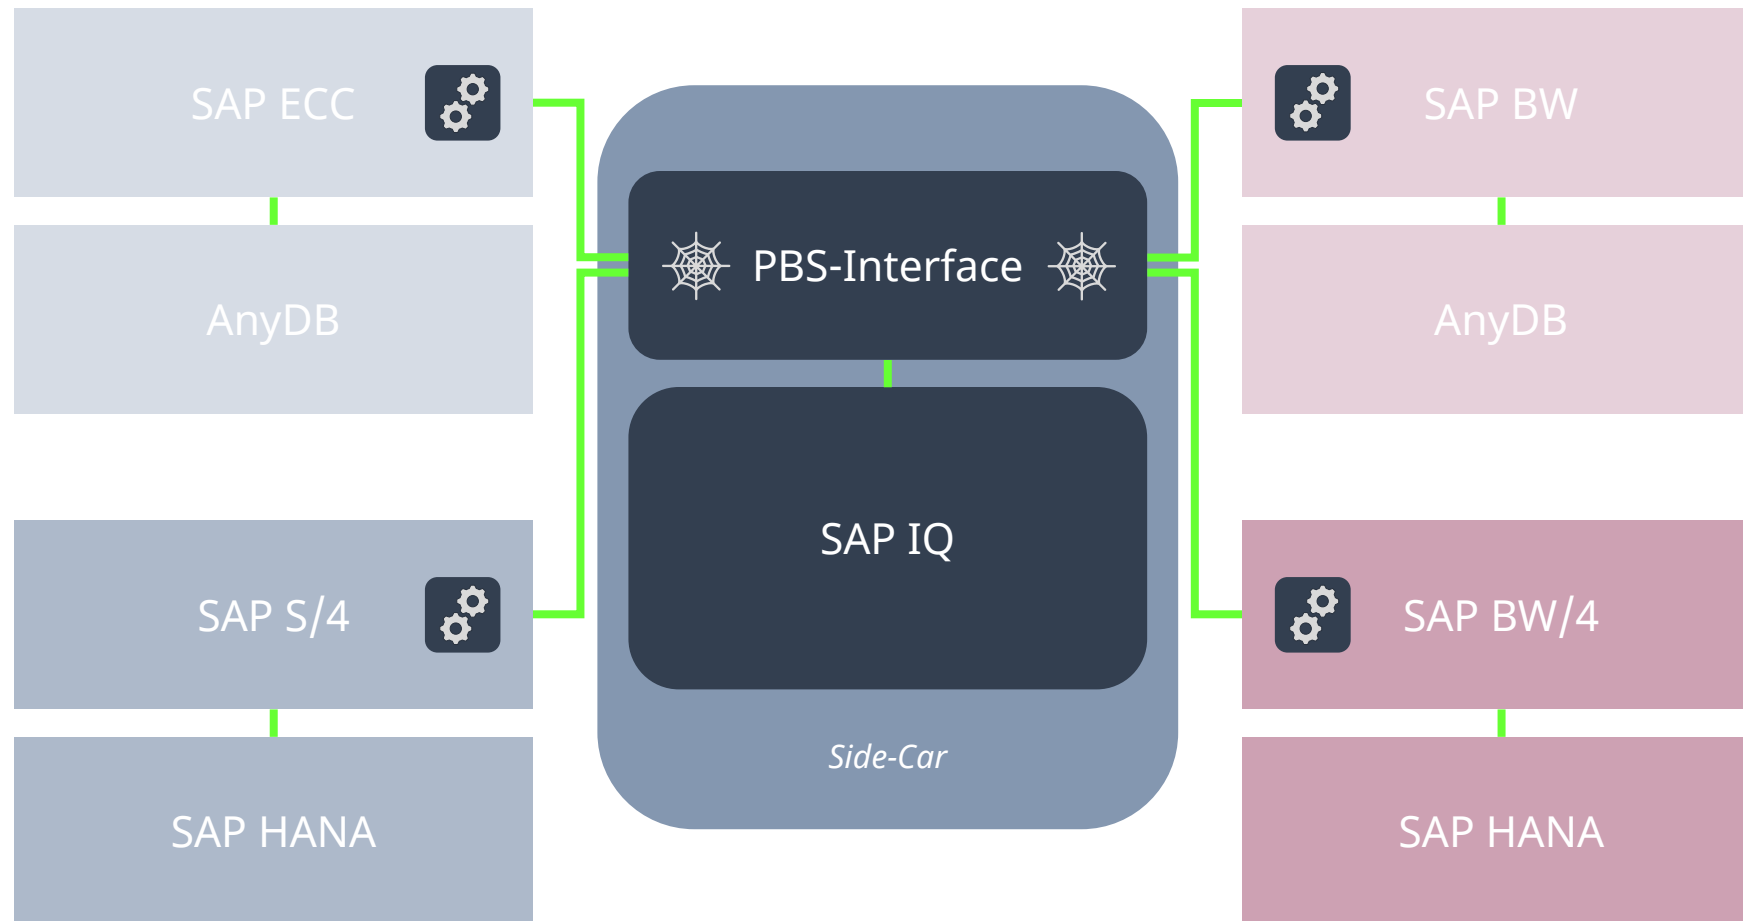 SAP ECC
AnyDB
SAP S/4
SAP HANA
PBS-Interface
SAP IQ
Side-Car
SAP BW
AnyDB
SAP BW/4
SAP HANA